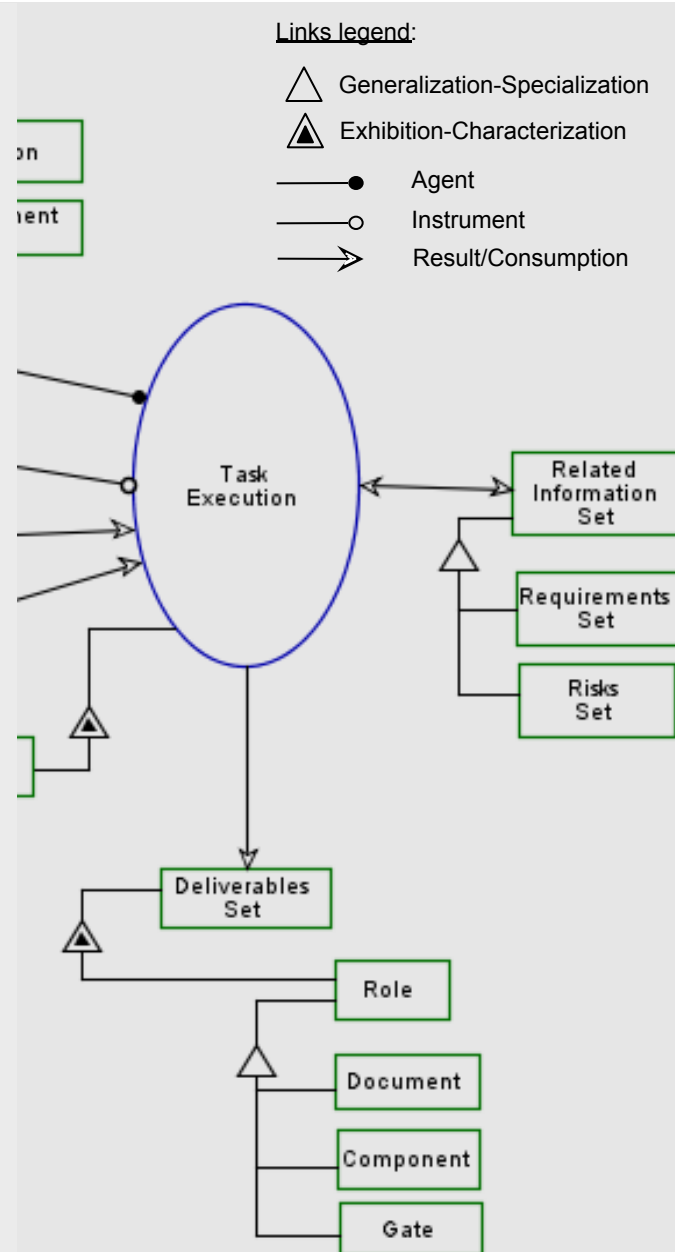 Links legend:
Generalization-Specialization
Exhibition-Characterization
Agent
Instrument
Result/Consumption
Task
Execution
Related
Information
Set
Requirements
Set
Risks
Set
Deliverables
Set
Role
Document
Component
Gate